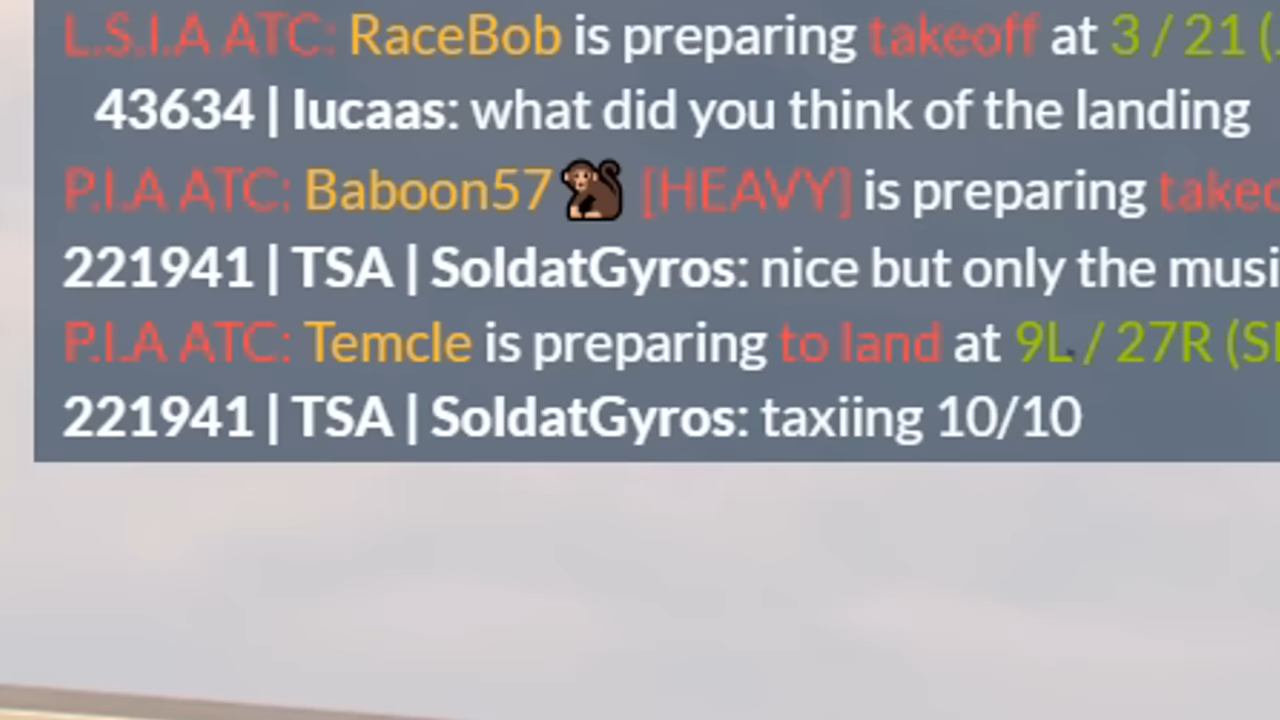 L.S.I.A ATC: RaceBob is preparing takeoff at 3 / 21 (
43634 | lucaas: what did you think of the landing
P.I.A ATC: Baboon57🐒 [HEAVY] is preparing
221941 | TSA | SoldatGyros: nice but only the
P.I.A ATC: Temcle is preparing to land at 9L / 27R (
221941 | TSA | SoldatGyros: taxiing 10/10